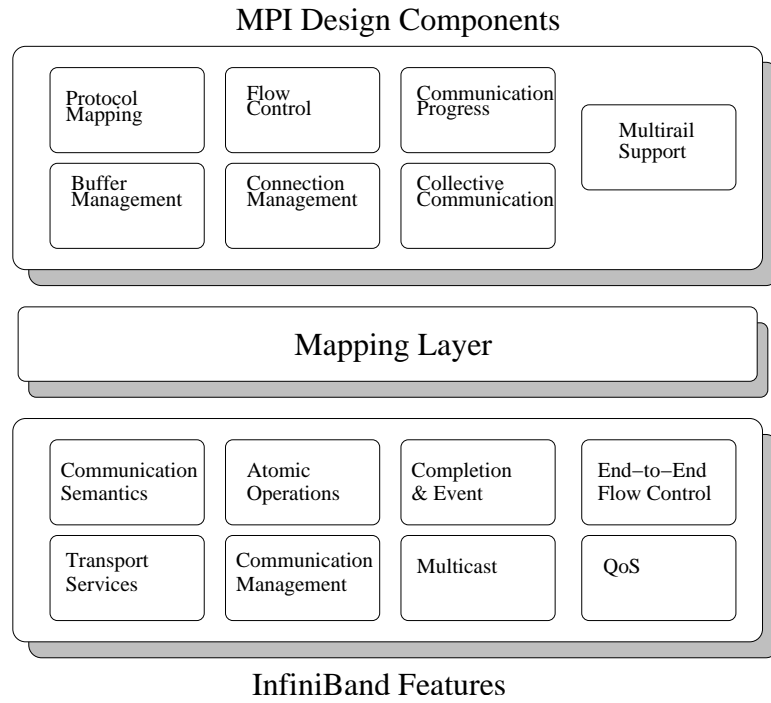 MPI Design Components
Protocol
Mapping
Flow
Control
Communication
Progress
Multirail
Support
Buffer
Management
Connection
Management
Collective
Communication
Mapping Layer
Communication
Semantics
Atomic
Operations
Completion
& Event
End−to−End
Flow Control
Transport
Services
Communication
Management
Multicast
QoS
InfiniBand Features